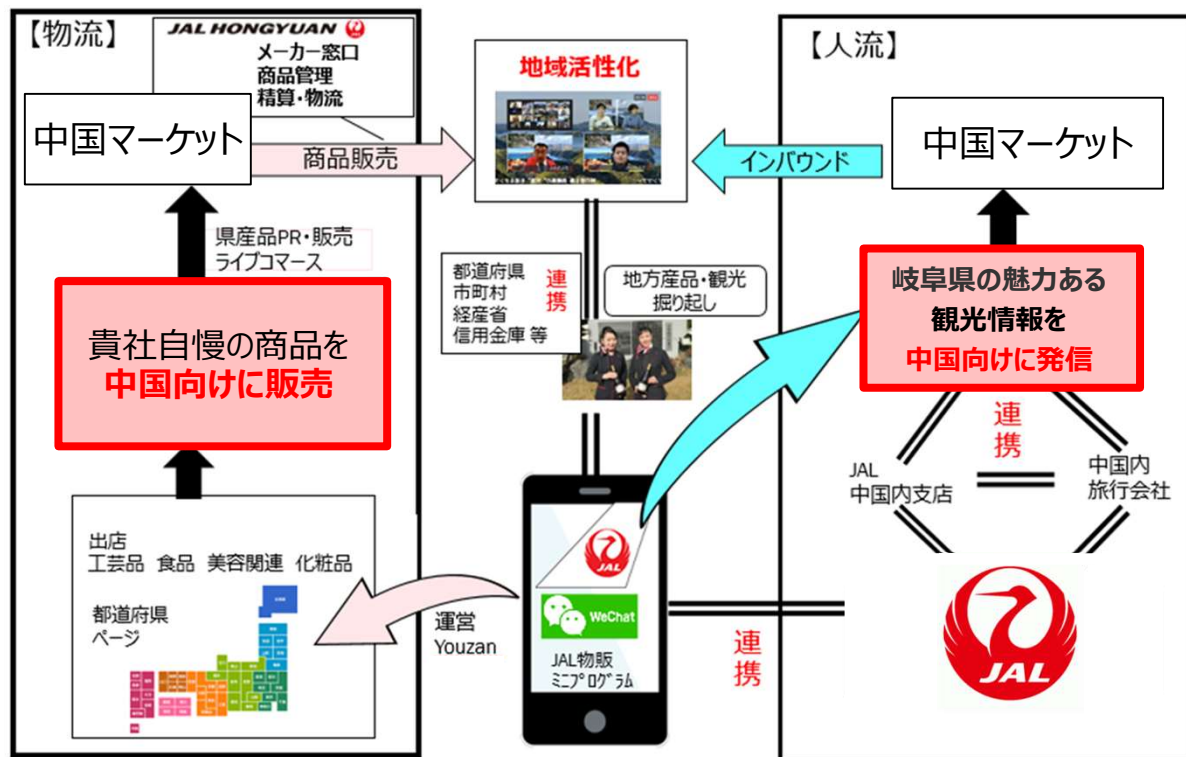 【物流】
JAL HONGYUAN
メーカー窓口
商品管理
精算・物流
中国マーケット
商品販売
県産品PR・販売
ライブコマース
貴社自慢の商品を
中国向けに販売
出店
工芸品 食品 美容関連 化粧品
都道府県
ページ
地域活性化
都道府県
市町村
経産省
信用金庫 等
連携
地方産品・観光
掘り起し
運営
Youzan
JAL
WeChat
JAL物販
ミニプログラム
連携
【人流】
中国マーケット
インバウンド
岐阜県の魅力ある
観光情報を
中国向けに発信
連携
JAL
中国内支店
中国内
旅行会社
JAL